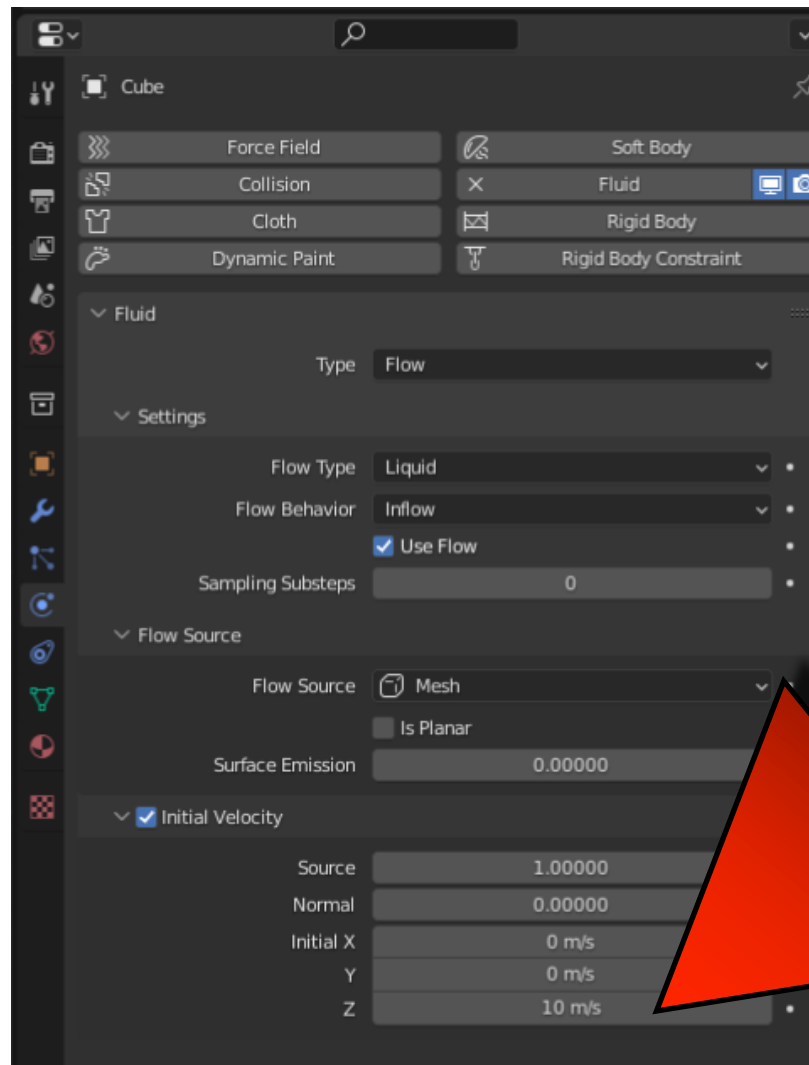 Cube
Force Field Soft Body
Collision Fluid
Cloth Rigid Body
Dynamic Paint Rigid Body Constraint
Fluid
Type Flow
Settings
Flow Type Liquid
Flow Behavior Inflow
Use Flow
Sampling Substeps 0
Flow Source
Flow Source Mesh
Is Planar
Surface Emission 0.00000
Initial Velocity
Source 1.00000
Normal 0.00000
Initial X 0 m/s
Y 0 m/s
Z 10 m/s